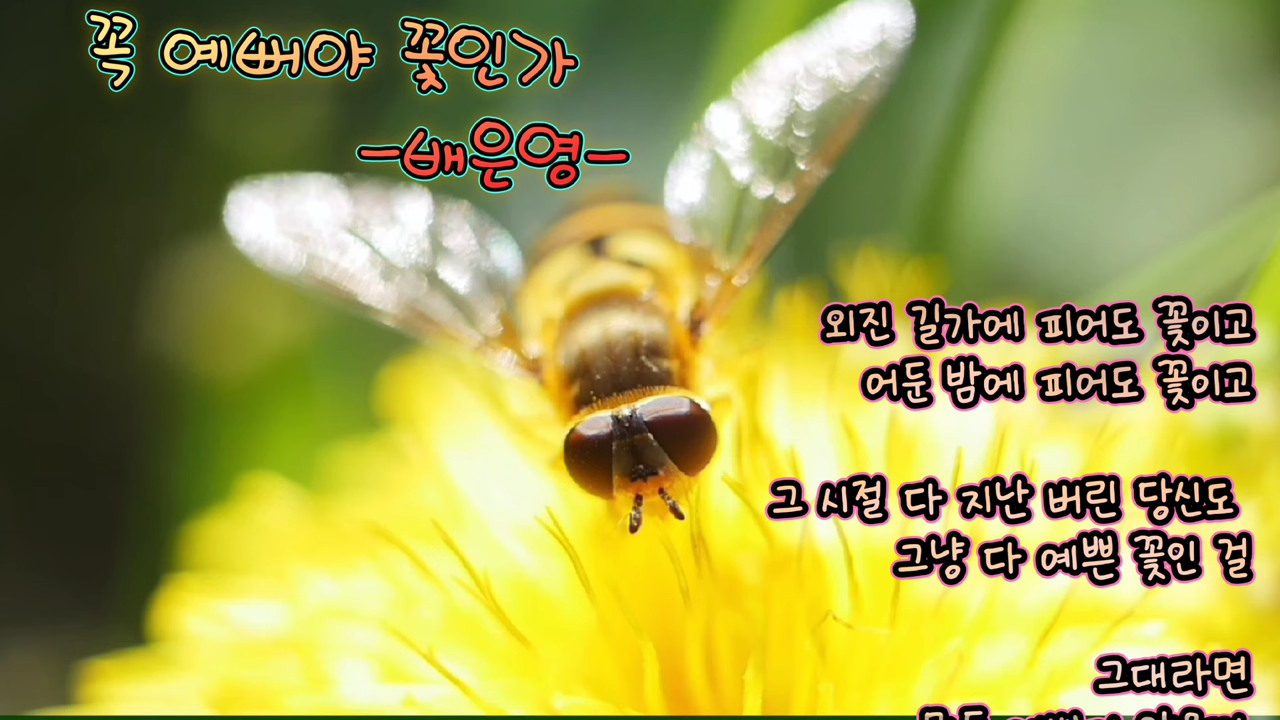 꼭 예뻐야 꽃인가
-배은영-
외진 길가에 피어도 꽃이고
어둔 밤에 피어도 꽃이고
그 시절 다 지난 버린 당신도
그냥 다 예쁜 꽃인 걸
그대라면